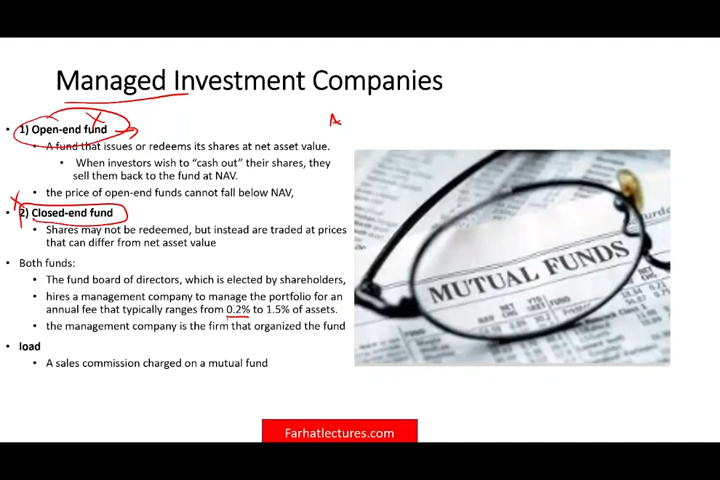 Managed Investment Companies
• 1) Open-end fund
• A fund that issues or redeems its shares at net asset value.
• When investors wish to "cash out" their shares, they
sell them back to the fund at NAV.
• the price of open-end funds cannot fall below NAV,
• 2) Closed-end fund
• Shares may not be redeemed, but instead are traded at prices
that can differ from net asset value
• Both funds:
• The fund board of directors, which is elected by shareholders,
• hires a management company to manage the portfolio for an
annual fee that typically ranges from 0.2% to 1.5% of assets.
• the management company is the firm that organized the fund
• load
• A sales commission charged on a mutual fund
A
MUTUAL FUNDS
Farhatlectures.com